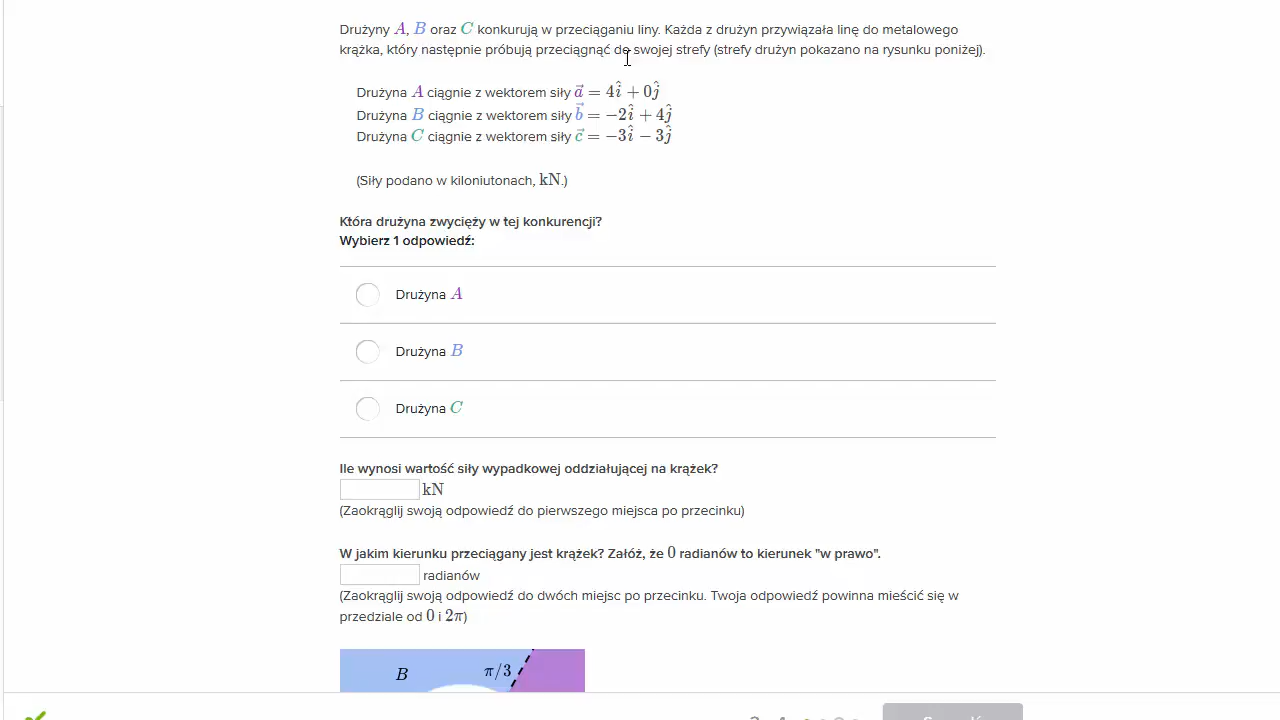 Drużyny A, B oraz C konkurują w przeciąganiu liny. Każda z drużyn przywiązała linę do metalowego
krążka, który następnie próbują przeciągnąć do swojej strefy (strefy drużyn pokazano na rysunku poniżej).
Drużyna A ciągnie z wektorem siły a⃗ = 4î + 0ĵ
Drużyna B ciągnie z wektorem siły b⃗ = −2î + 4ĵ
Drużyna C ciągnie z wektorem siły c⃗ = −3î − 3ĵ
(Siły podano w kiloniutonach, kN.)
Która drużyna zwycięży w tej konkurencji?
Wybierz 1 odpowiedź:
Drużyna A
Drużyna B
Drużyna C
Ile wynosi wartość siły wypadkowej oddziałującej na krążek?
kN
(Zaokrąglij swoją odpowiedź do pierwszego miejsca po przecinku)
W jakim kierunku przeciągany jest krążek? Załóż, że 0 radianów to kierunek "w prawo".
radianów
(Zaokrąglij swoją odpowiedź do dwóch miejsc po przecinku. Twoja odpowiedź powinna mieścić się w
przedziale od 0 i 2π)
B π/3